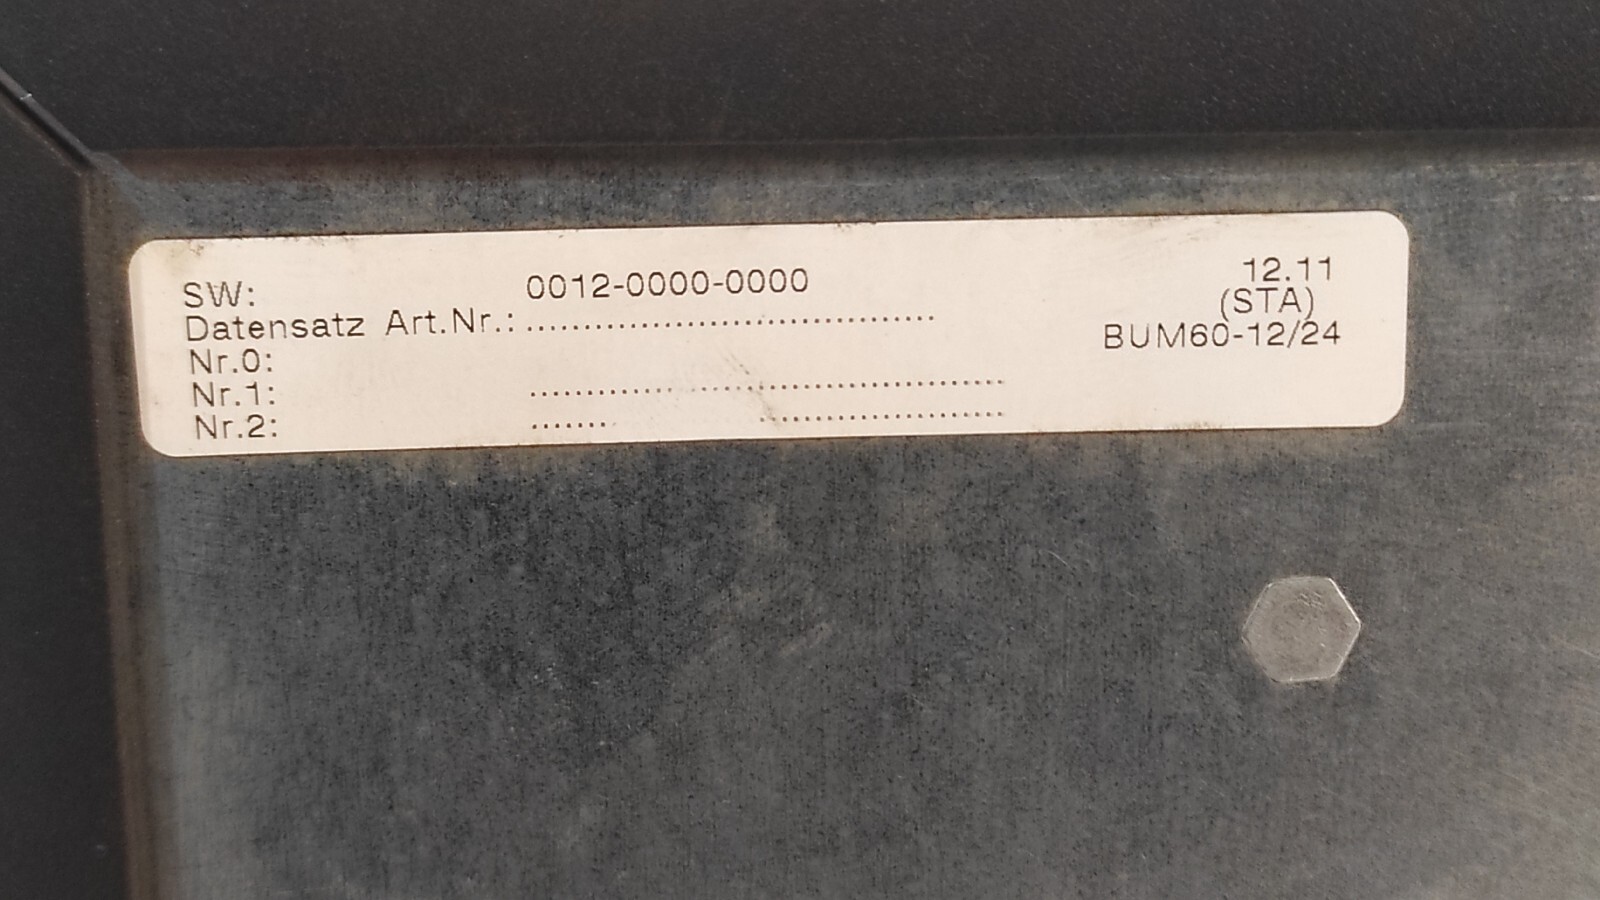 SW: 0012-0000-0000 12.11
Datensatz Art.Nr.: ................................... (STA)
Nr.0: BUM60-12/24
Nr.1: .........................................
Nr.2: ....... .....................